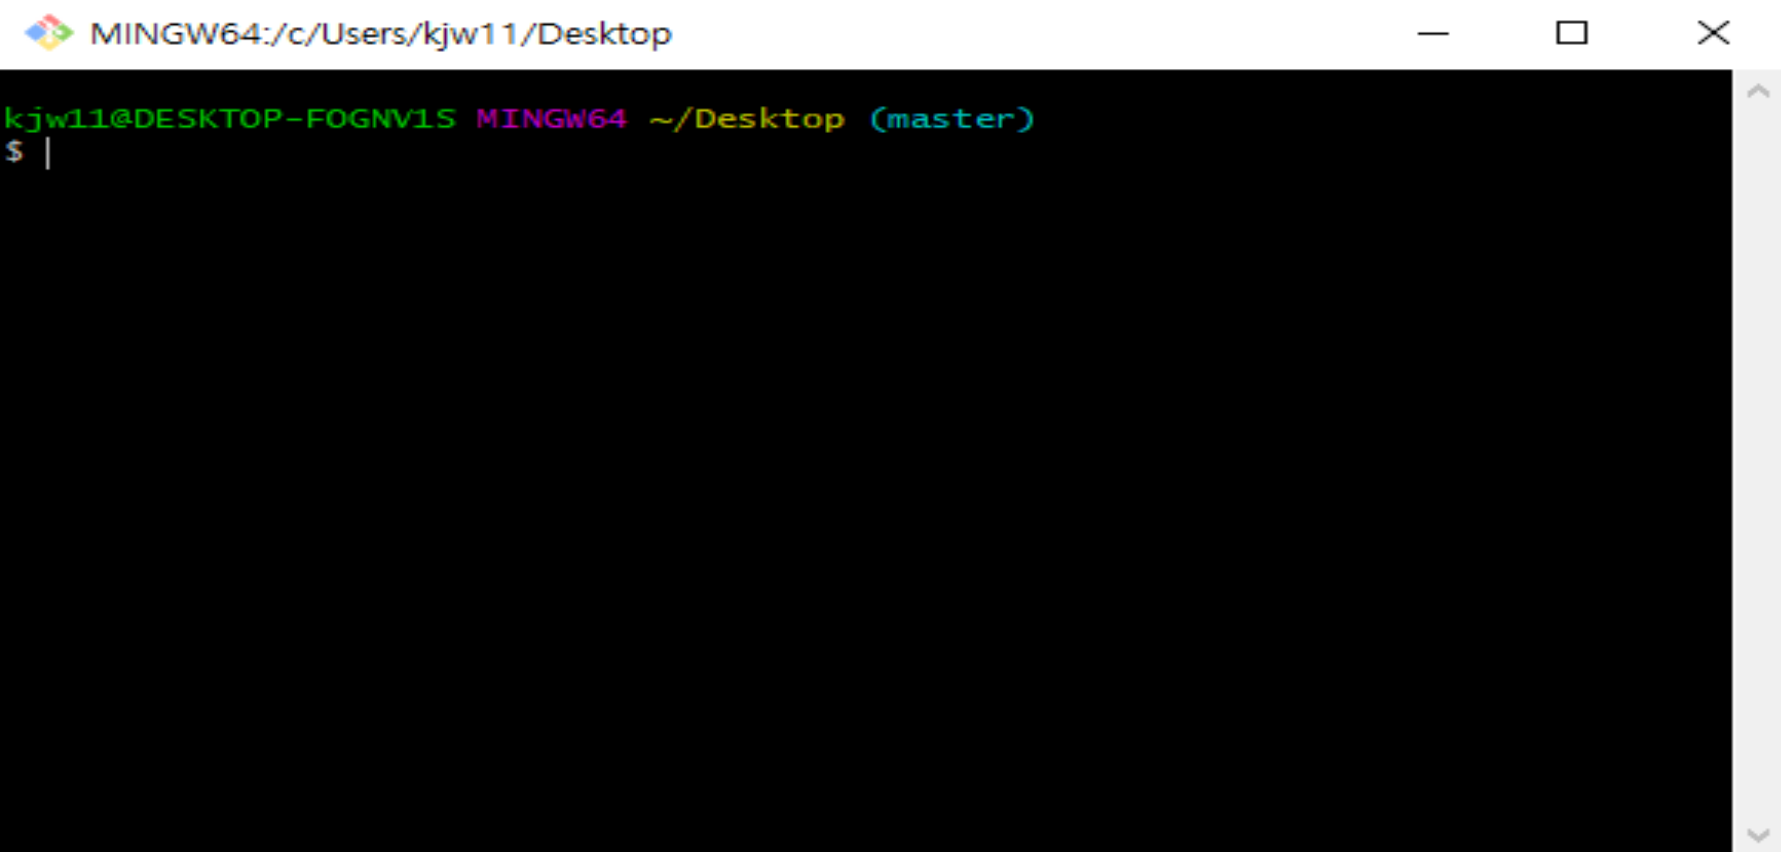 MINGW64:/c/Users/kjw11/Desktop
kjw11@DESKTOP-FOGNV1S MINGW64 ~/Desktop (master)
$